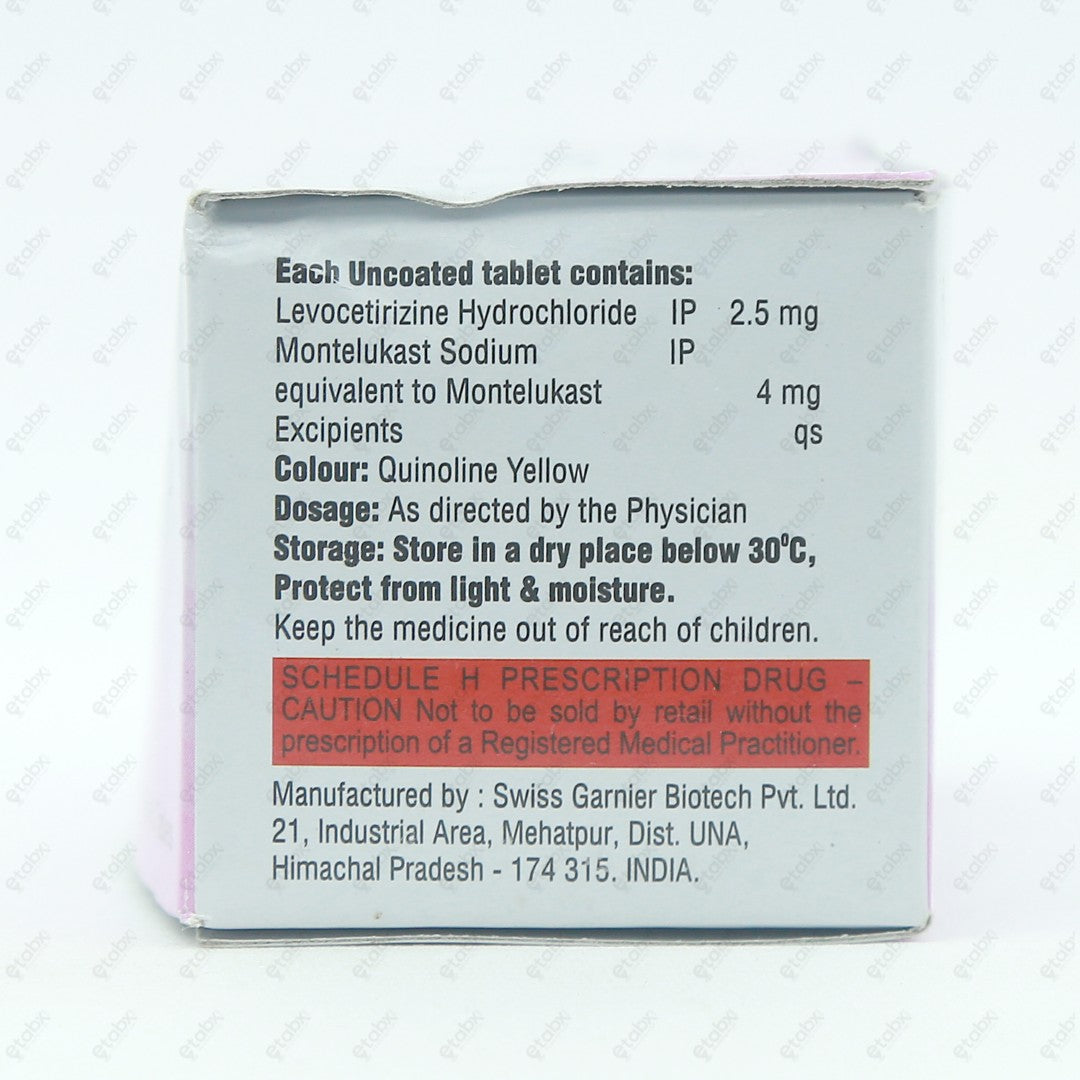 Each Uncoated tablet contains:
Levocetirizine Hydrochloride IP 2.5 mg
Montelukast Sodium IP
equivalent to Montelukast 4 mg
Excipients qs
Colour: Quinoline Yellow
Dosage: As directed by the Physician
Storage: Store in a dry place below 30⁰C,
Protect from light & moisture.
Keep the medicine out of reach of children.
SCHEDULE H PRESCRIPTION DRUG –
CAUTION Not to be sold by retail without the
prescription of a Registered Medical Practitioner.
Manufactured by : Swiss Garnier Biotech Pvt. Ltd.
21, Industrial Area, Mehatpur, Dist. UNA,
Himachal Pradesh - 174 315. INDIA.
etabx